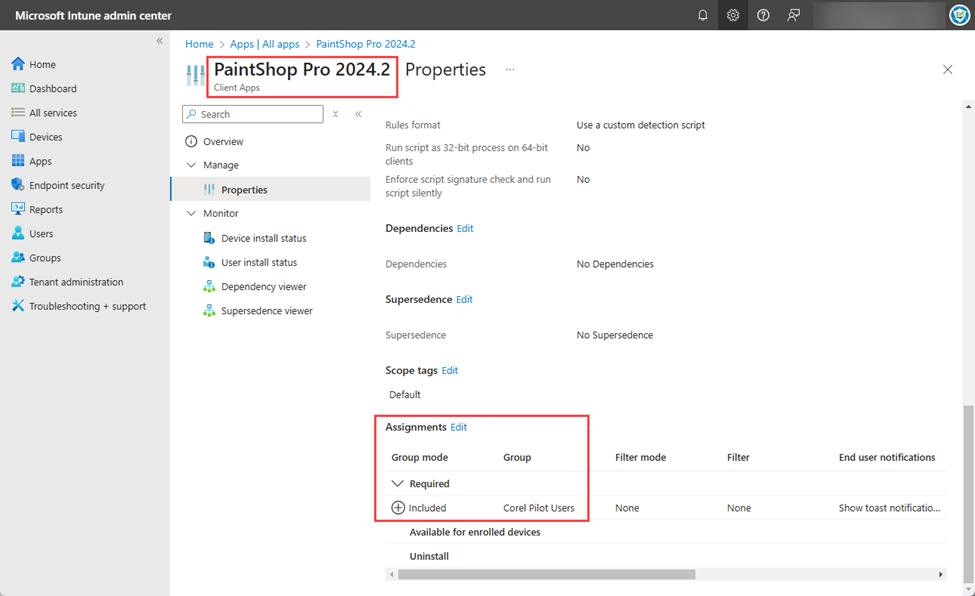 Microsoft Intune admin center
Home
Dashboard
All services
Devices
Apps
Endpoint security
Reports
Users
Groups
Tenant administration
Troubleshooting + support
Home > Apps | All apps > PaintShop Pro 2024.2
PaintShop Pro 2024.2 Properties ...
Client Apps
Search
Overview
Manage
Properties
Monitor
Device install status
User install status
Dependency viewer
Supersedence viewer
Rules format Use a custom detection script
Run script as 32-bit process on 64-bit No
clients
Enforce script signature check and run No
script silently
Dependencies Edit
Dependencies No Dependencies
Supersedence Edit
Supersedence No Supersedence
Scope tags Edit
Default
Assignments Edit
Group mode Group Filter mode Filter End user notifications
Required
Included Corel Pilot Users None None Show toast notificatio...
Available for enrolled devices
Uninstall